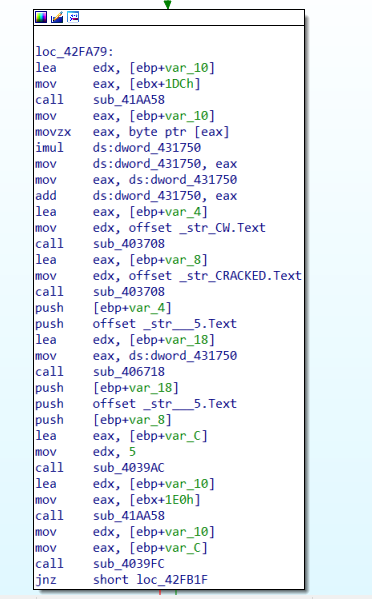 loc_42FA79:
lea edx, [ebp+var_10]
mov eax, [ebx+1DCh]
call sub_41AA58
mov eax, [ebp+var_10]
movzx eax, byte ptr [eax]
imul ds:dword_431750
mov ds:dword_431750, eax
mov eax, ds:dword_431750
add ds:dword_431750, eax
lea eax, [ebp+var_4]
mov edx, offset _str_CW.Text
call sub_403708
lea eax, [ebp+var_8]
mov edx, offset _str_CRACKED.Text
call sub_403708
push [ebp+var_4]
push offset _str___5.Text
lea edx, [ebp+var_18]
mov eax, ds:dword_431750
call sub_406718
push [ebp+var_18]
push offset _str___5.Text
push [ebp+var_8]
lea eax, [ebp+var_C]
mov edx, 5
call sub_4039AC
lea edx, [ebp+var_10]
mov eax, [ebx+1E0h]
call sub_41AA58
mov edx, [ebp+var_10]
mov eax, [ebp+var_C]
call sub_4039FC
jnz short loc_42FB1F